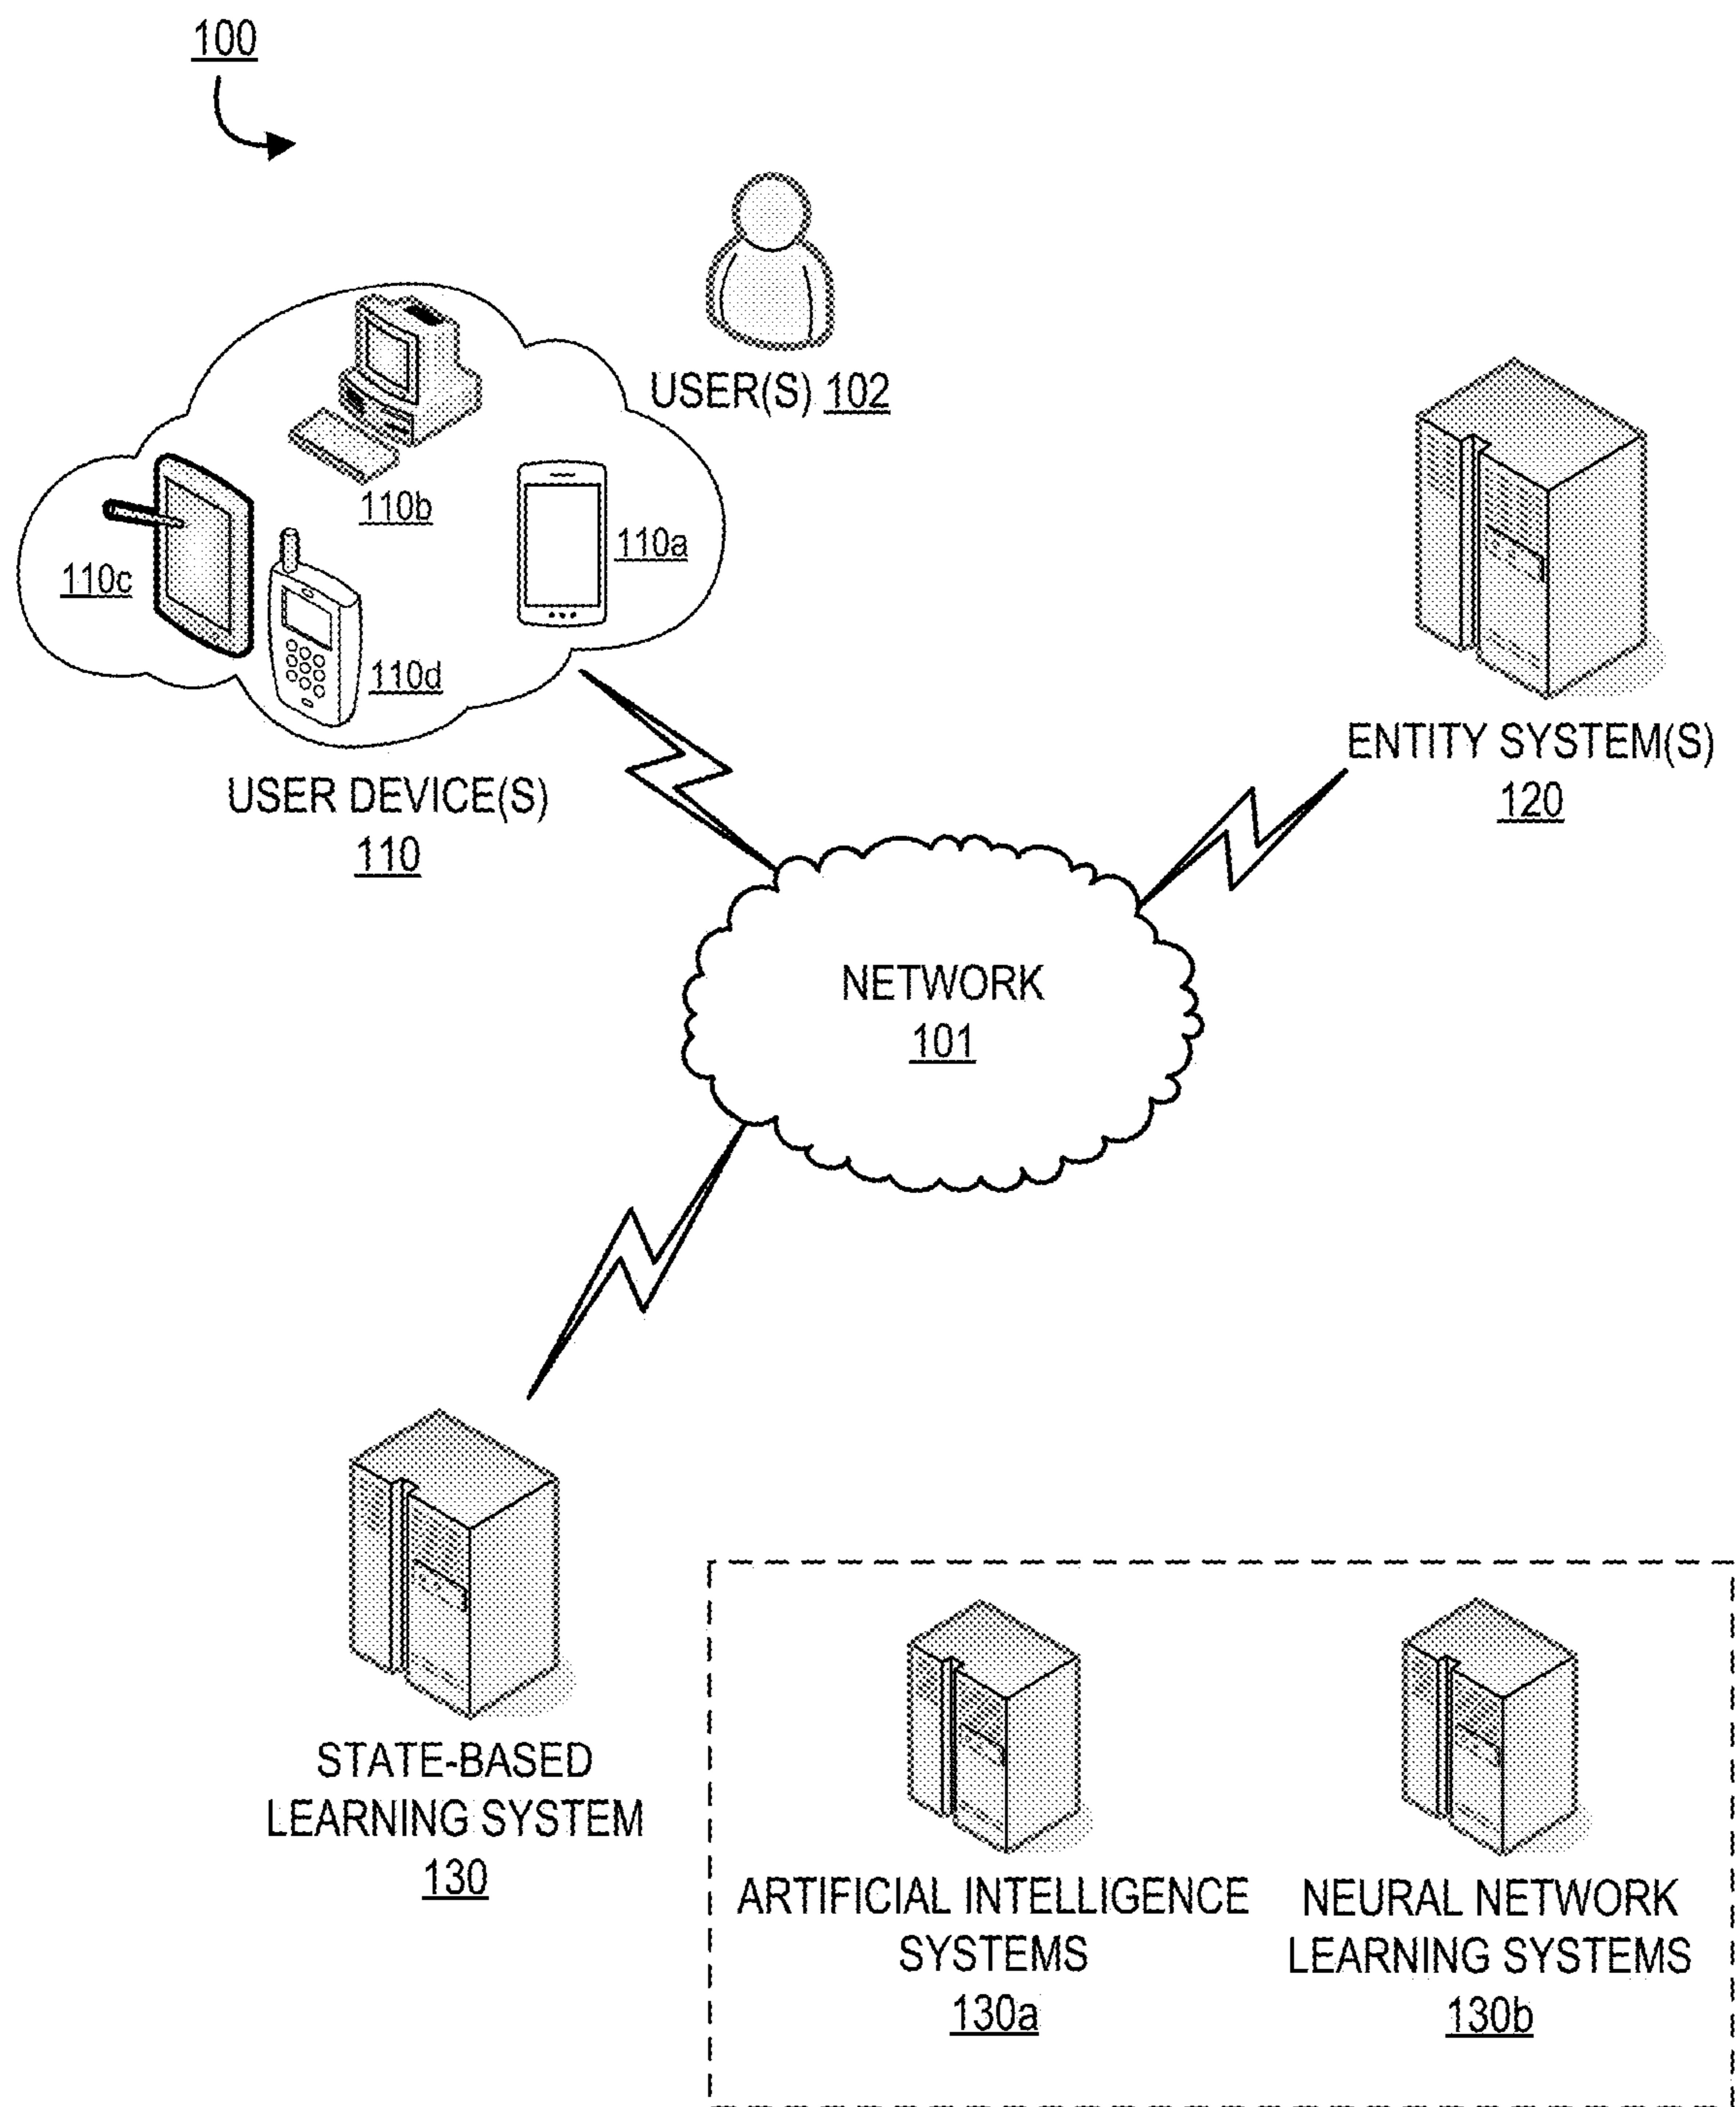 100
USER(S) 102
110b
110a
110c
110d
USER DEVICE(S)
110
ENTITY SYSTEM(S)
120
NETWORK
101
STATE-BASED
LEARNING SYSTEM
130
ARTIFICIAL INTELLIGENCE
SYSTEMS
130a
NEURAL NETWORK
LEARNING SYSTEMS
130b